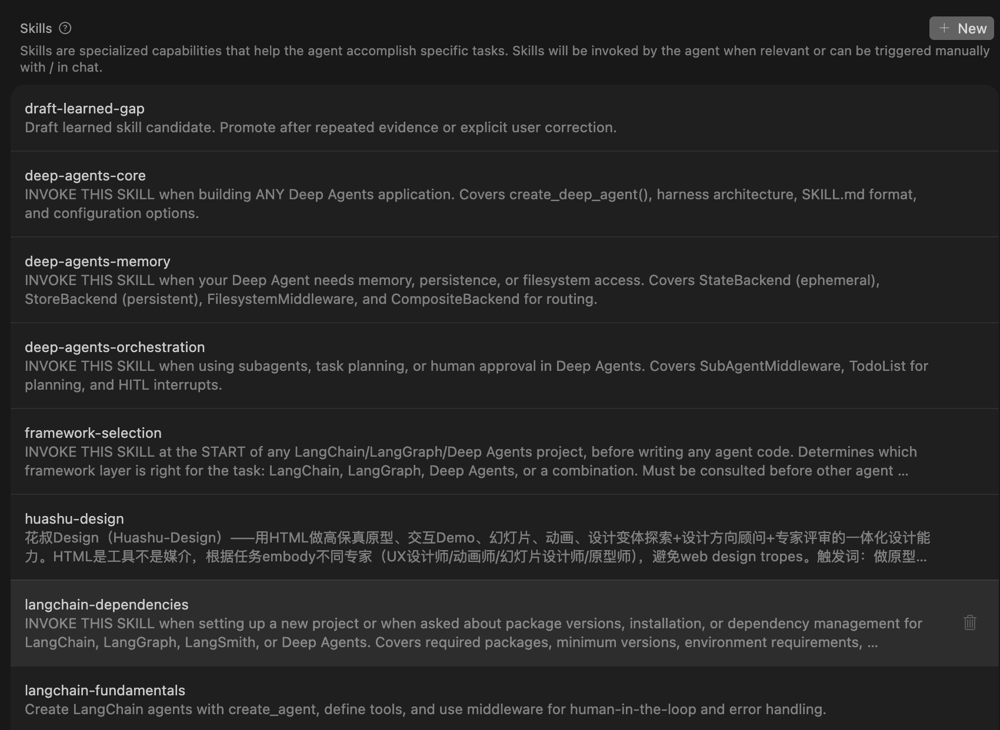 Skills
+ New
Skills are specialized capabilities that help the agent accomplish specific tasks. Skills will be invoked by the agent when relevant or can be triggered manually
with / in chat.
draft-learned-gap
Draft learned skill candidate. Promote after repeated evidence or explicit user correction.
deep-agents-core
INVOKE THIS SKILL when building ANY Deep Agents application. Covers create_deep_agent(), harness architecture, SKILL.md format,
and configuration options.
deep-agents-memory
INVOKE THIS SKILL when your Deep Agent needs memory, persistence, or filesystem access. Covers StateBackend (ephemeral),
StoreBackend (persistent), FilesystemMiddleware, and CompositeBackend for routing.
deep-agents-orchestration
INVOKE THIS SKILL when using subagents, task planning, or human approval in Deep Agents. Covers SubAgentMiddleware, TodoList for
planning, and HITL interrupts.
framework-selection
INVOKE THIS SKILL at the START of any LangChain/LangGraph/Deep Agents project, before writing any agent code. Determines which
framework layer is right for the task: LangChain, LangGraph, Deep Agents, or a combination. Must be consulted before other agent ...
huashu-design
花叔Design（Huashu-Design）——用HTML做高保真原型、交互Demo、幻灯片、动画、设计变体探索+设计方向顾问+专家评审的一体化设计能
力。HTML是工具不是媒介，根据任务embody不同专家（UX设计师/动画师/幻灯片设计师/原型师），避免web design tropes。触发词：做原型...
langchain-dependencies
INVOKE THIS SKILL when setting up a new project or when asked about package versions, installation, or dependency management for
LangChain, LangGraph, LangSmith, or Deep Agents. Covers required packages, minimum versions, environment requirements, ...
langchain-fundamentals
Create LangChain agents with create_agent, define tools, and use middleware for human-in-the-loop and error handling.